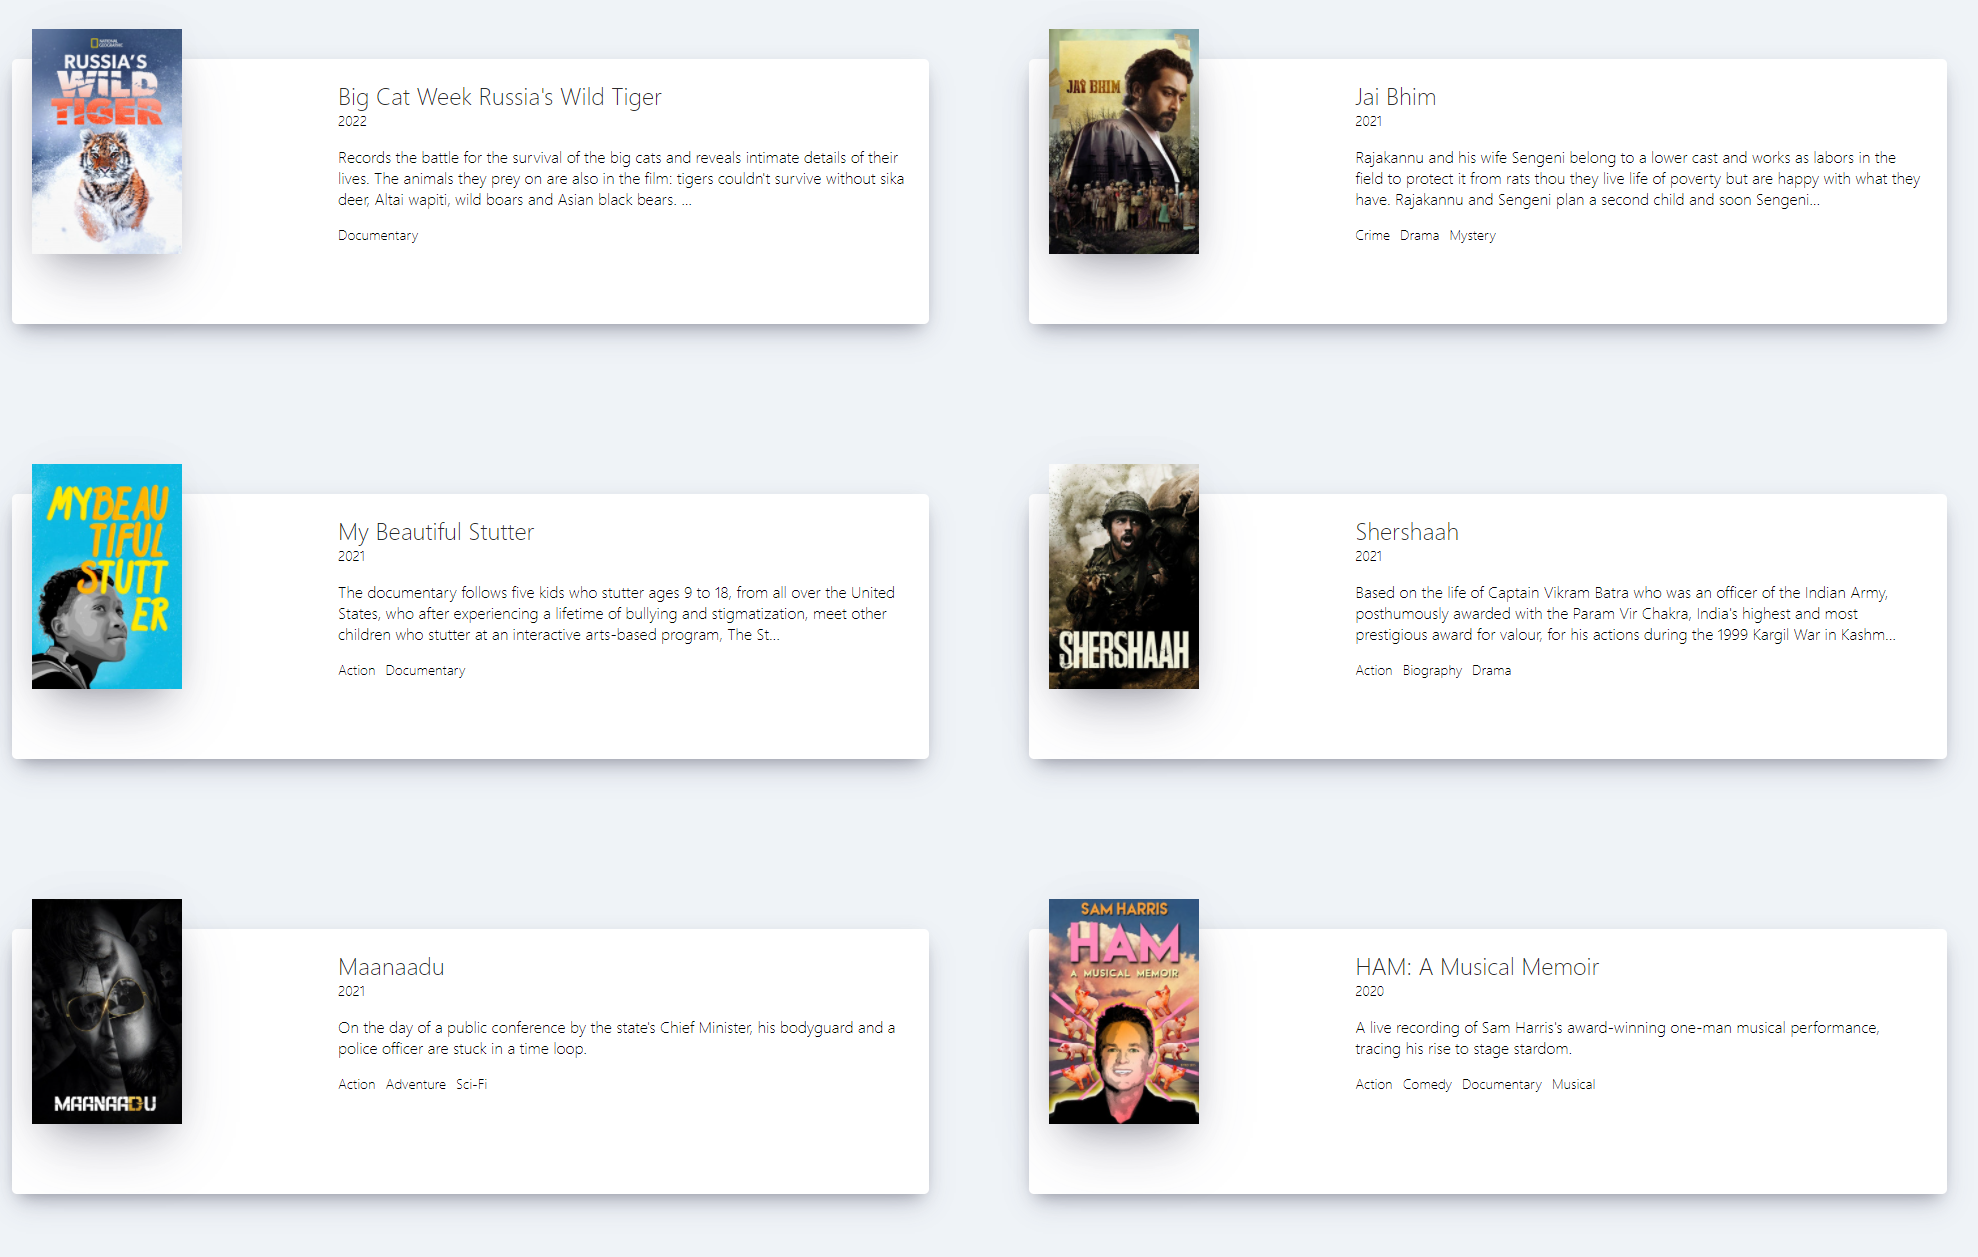 NATIONAL
GEOGRAPHIC
RUSSIA'S
WILD
TIGER
Big Cat Week Russia's Wild Tiger
2022
Records the battle for the survival of the big cats and reveals intimate details of their
lives. The animals they prey on are also in the film: tigers couldn't survive without sika
deer, Altai wapiti, wild boars and Asian black bears. ...
Documentary
JAI BHIM
Jai Bhim
2021
Rajakannu and his wife Sengeni belong to a lower cast and works as labors in the
field to protect it from rats thou they live life of poverty but are happy with what they
have. Rajakannu and Sengeni plan a second child and soon Sengeni...
Crime Drama Mystery
MY BEAU
TIFUL
STUTT
ER
My Beautiful Stutter
2021
The documentary follows five kids who stutter ages 9 to 18, from all over the United
States, who after experiencing a lifetime of bullying and stigmatization, meet other
children who stutter at an interactive arts-based program, The St...
Action Documentary
SHERSHAAH
Shershaah
2021
Based on the life of Captain Vikram Batra who was an officer of the Indian Army,
posthumously awarded with the Param Vir Chakra, India's highest and most
prestigious award for valour, for his actions during the 1999 Kargil War in Kashm...
Action Biography Drama
MAANAADU
Maanaadu
2021
On the day of a public conference by the state's Chief Minister, his bodyguard and a
police officer are stuck in a time loop.
Action Adventure Sci-Fi
SAM HARRIS
HAM
A MUSICAL MEMOIR
HAM: A Musical Memoir
2020
A live recording of Sam Harris's award-winning one-man musical performance,
tracing his rise to stage stardom.
Action Comedy Documentary Musical